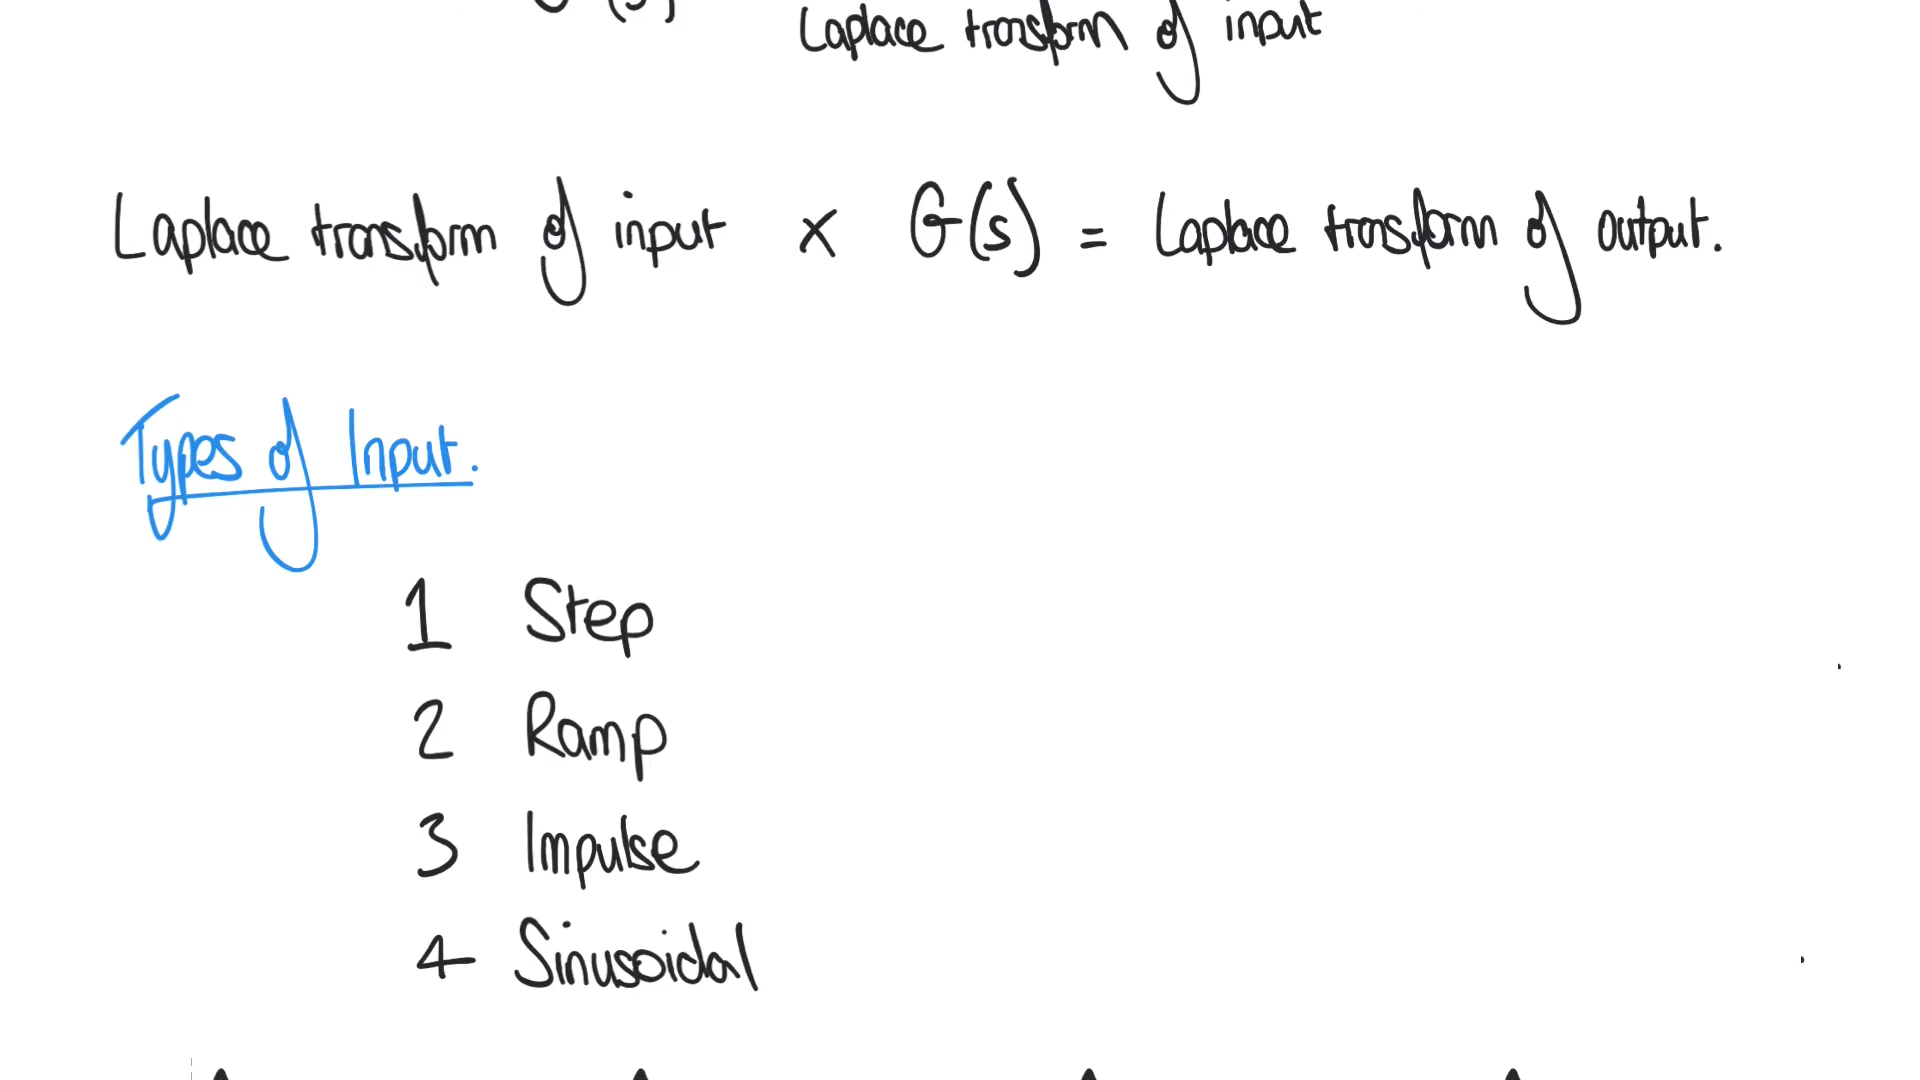 (s)
Laplace transform of input
Laplace transform of input x G(s) = Laplace transform of output.
Types of Input.
1 Step
2 Ramp
3 Impulse
4 Sinusoidal